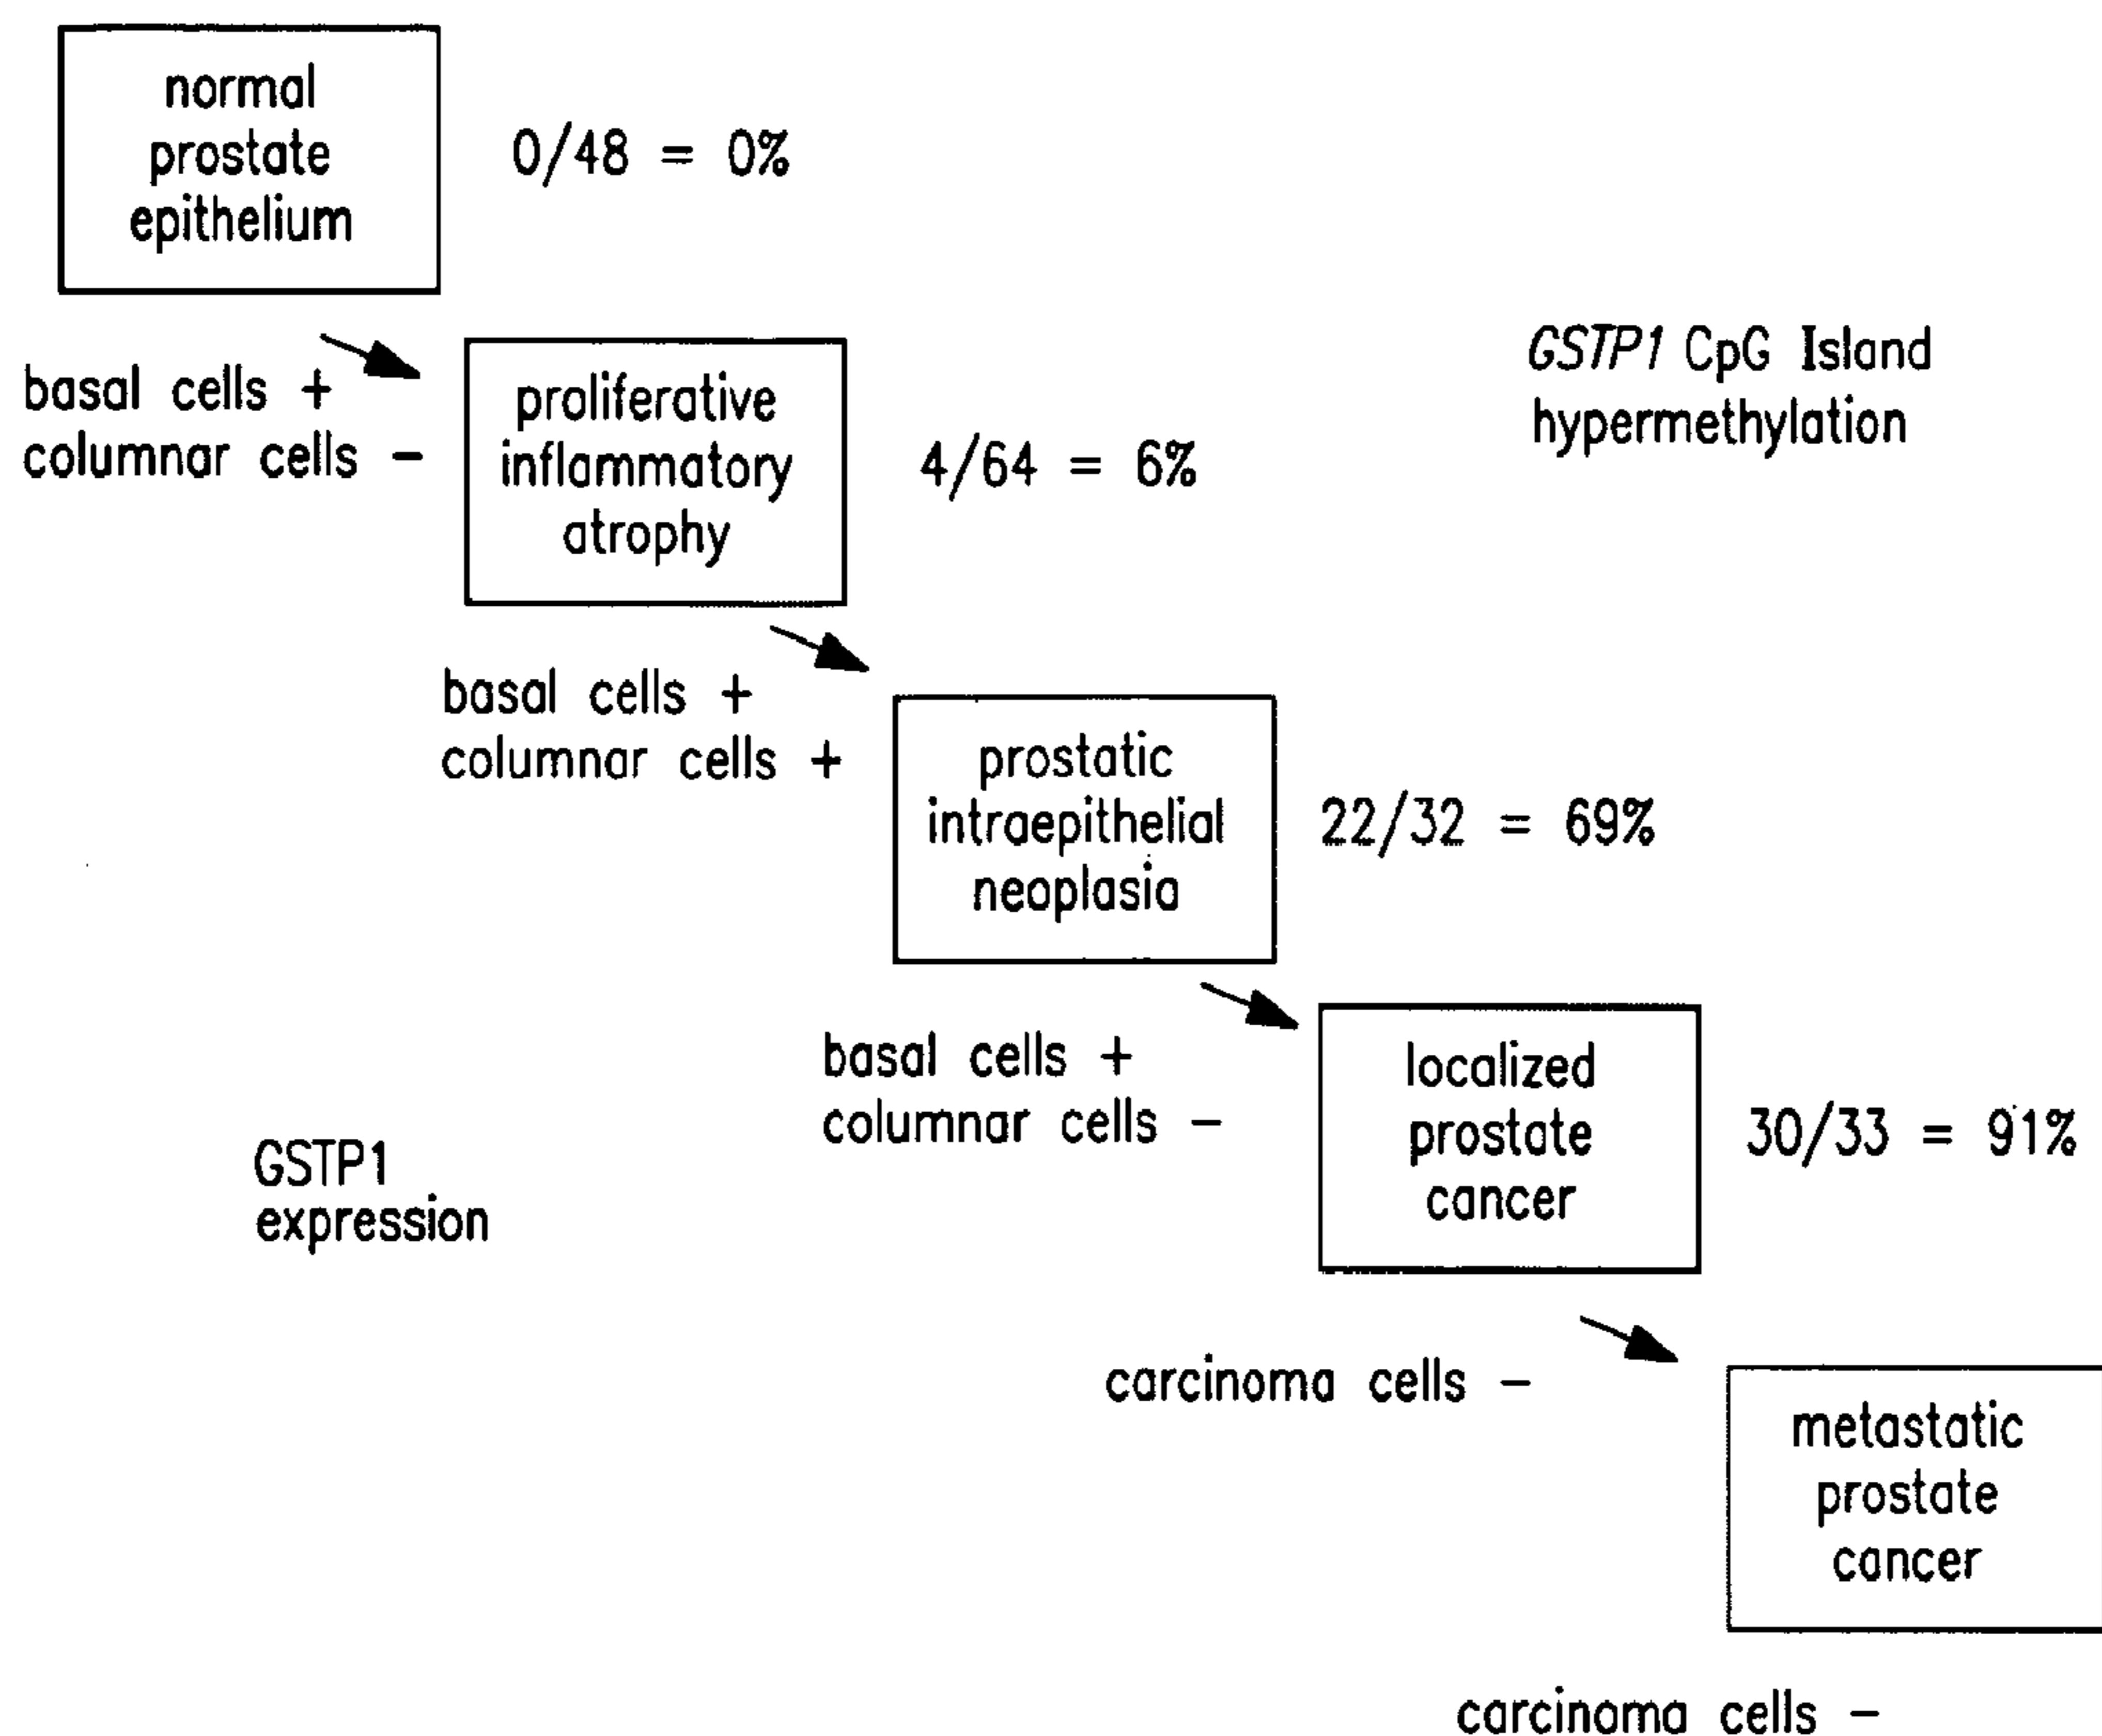 normal
prostate
epithelium
0/48 = 0%
basal cells +
columnar cells −
proliferative
inflammatory
atrophy
4/64 = 6%
GSTP1 CpG Island
hypermethylation
basal cells +
columnar cells +
prostatic
intraepithelial
neoplasia
22/32 = 69%
basal cells +
columnar cells −
localized
prostate
cancer
30/33 = 91%
GSTP1
expression
carcinoma cells −
metastatic
prostate
cancer
carcinoma cells −